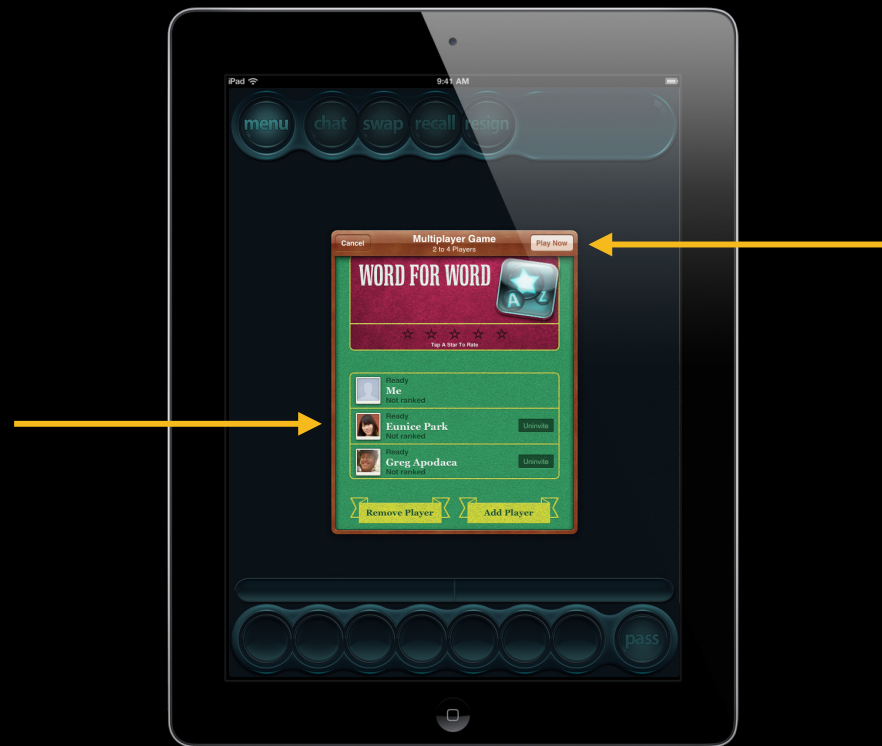 iPad 9:41 AM
menu chat swap recall resign
Cancel Multiplayer Game Play Now
2 to 4 Players
WORD FOR WORD
A Z
Tap A Star To Rate
Ready
Me
Not ranked
Ready
Eunice Park Uninvite
Not ranked
Ready
Greg Apodaca Uninvite
Not ranked
Remove Player Add Player
pass